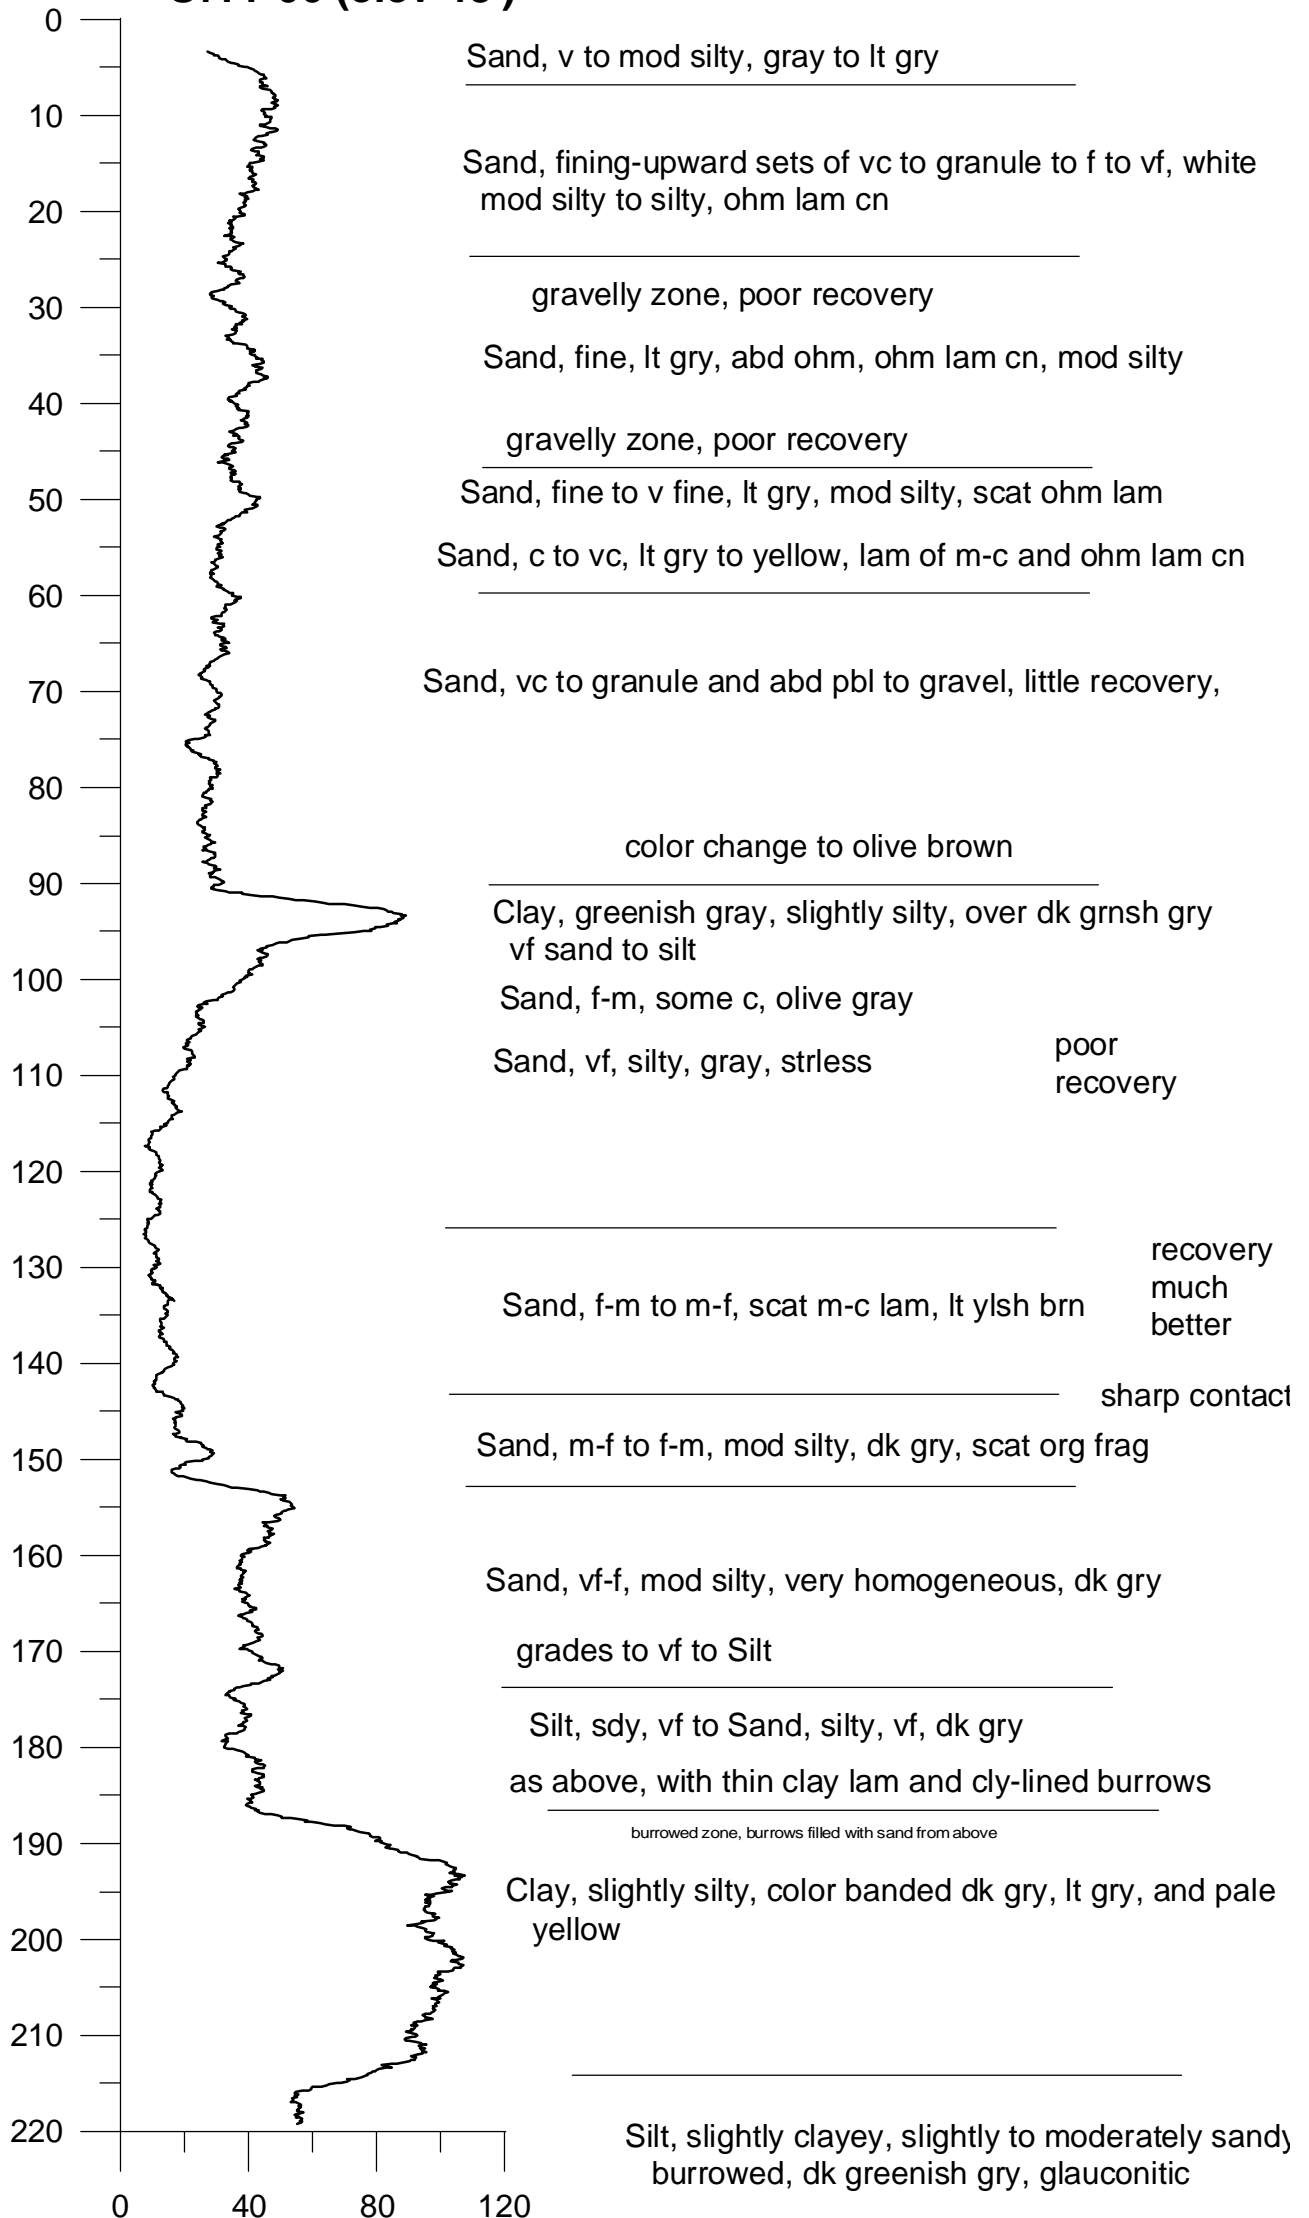 0
Sand, v to mod silty, gray to lt gry
10
Sand, fining-upward sets of vc to granule to f to vf, white
mod silty to silty, ohm lam cn
20
gravelly zone, poor recovery
30
Sand, fine, lt gry, abd ohm, ohm lam cn, mod silty
40
gravelly zone, poor recovery
Sand, fine to v fine, lt gry, mod silty, scat ohm lam
50
Sand, c to vc, lt gry to yellow, lam of m-c and ohm lam cn
60
Sand, vc to granule and abd pbl to gravel, little recovery,
70
80
color change to olive brown
90
Clay, greenish gray, slightly silty, over dk grnsh gry
vf sand to silt
100
Sand, f-m, some c, olive gray
Sand, vf, silty, gray, strless
poor
recovery
110
120
recovery
much
better
130
Sand, f-m to m-f, scat m-c lam, lt ylsh brn
140
sharp contact
Sand, m-f to f-m, mod silty, dk gry, scat org frag
150
160
Sand, vf-f, mod silty, very homogeneous, dk gry
170
grades to vf to Silt
Silt, sdy, vf to Sand, silty, vf, dk gry
180
as above, with thin clay lam and cly-lined burrows
burrowed zone, burrows filled with sand from above
190
Clay, slightly silty, color banded dk gry, lt gry, and pale
yellow
200
210
220
Silt, slightly clayey, slightly to moderately sandy
burrowed, dk greenish gry, glauconitic
0 40 80 120